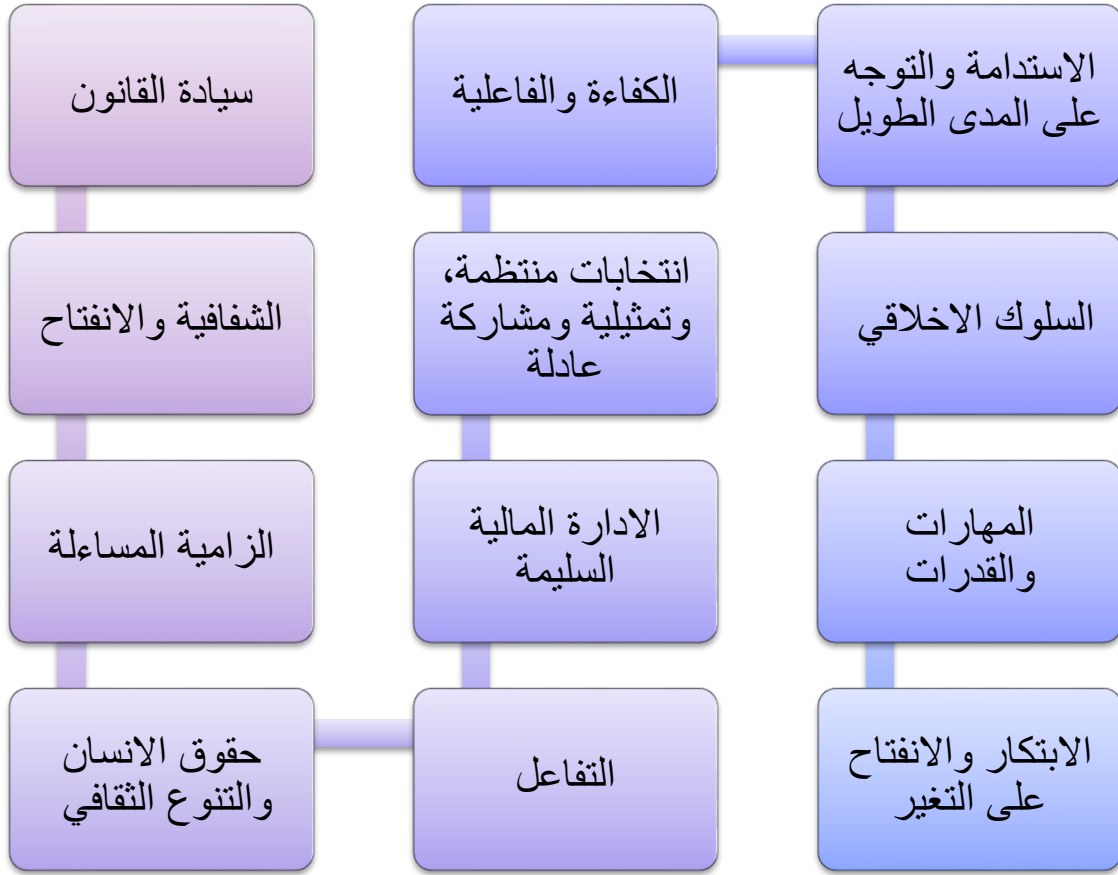 سيادة القانون
الشفافية والانفتاح
الزامية المساءلة
حقوق الانسان
والتنوع الثقافي
التفاعل
الادارة المالية
السليمة
انتخابات منتظمة،
وتمثيلية ومشاركة
عادلة
الكفاءة والفاعلية
الاستدامة والتوجه
على المدى الطويل
السلوك الاخلاقي
المهارات
والقدرات
الابتكار والانفتاح
على التغير